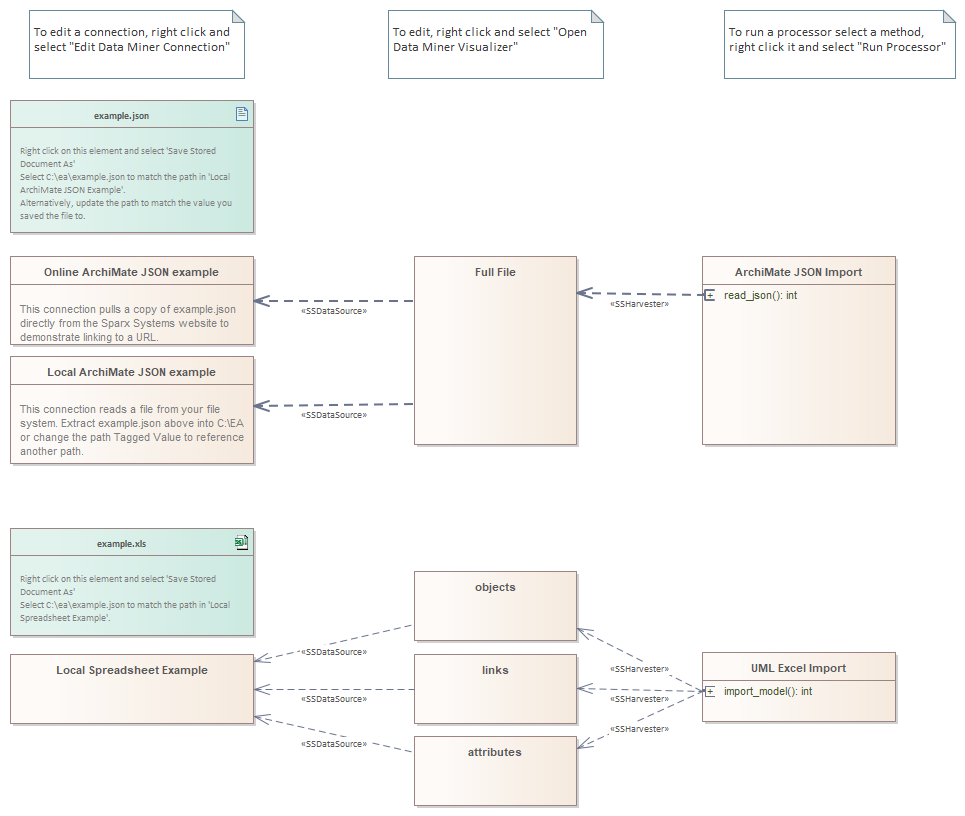 To edit a connection, right click and
select "Edit Data Miner Connection"
To edit, right click and select "Open
Data Miner Visualizer"
To run a processor select a method,
right click it and select "Run Processor"
example.json
Right click on this element and select 'Save Stored
Document As'
Select C:\ea\example.json to match the path in 'Local
ArchiMate JSON Example'.
Alternatively, update the path to match the value you
saved the file to.
Online ArchiMate JSON example
This connection pulls a copy of example.json
directly from the Sparx Systems website to
demonstrate linking to a URL.
«SSDataSource»
Full File
«SSHarvester»
ArchiMate JSON Import
read_json(): int
Local ArchiMate JSON example
This connection reads a file from your file
system. Extract example.json above into C:\EA
or change the path Tagged Value to reference
another path.
«SSDataSource»
example.xls
Right click on this element and select 'Save Stored
Document As'
Select C:\ea\example.json to match the path in 'Local
Spreadsheet Example'.
Local Spreadsheet Example
«SSDataSource»
«SSDataSource»
«SSDataSource»
objects
links
attributes
«SSHarvester»
«SSHarvester»
«SSHarvester»
UML Excel Import
import_model(): int